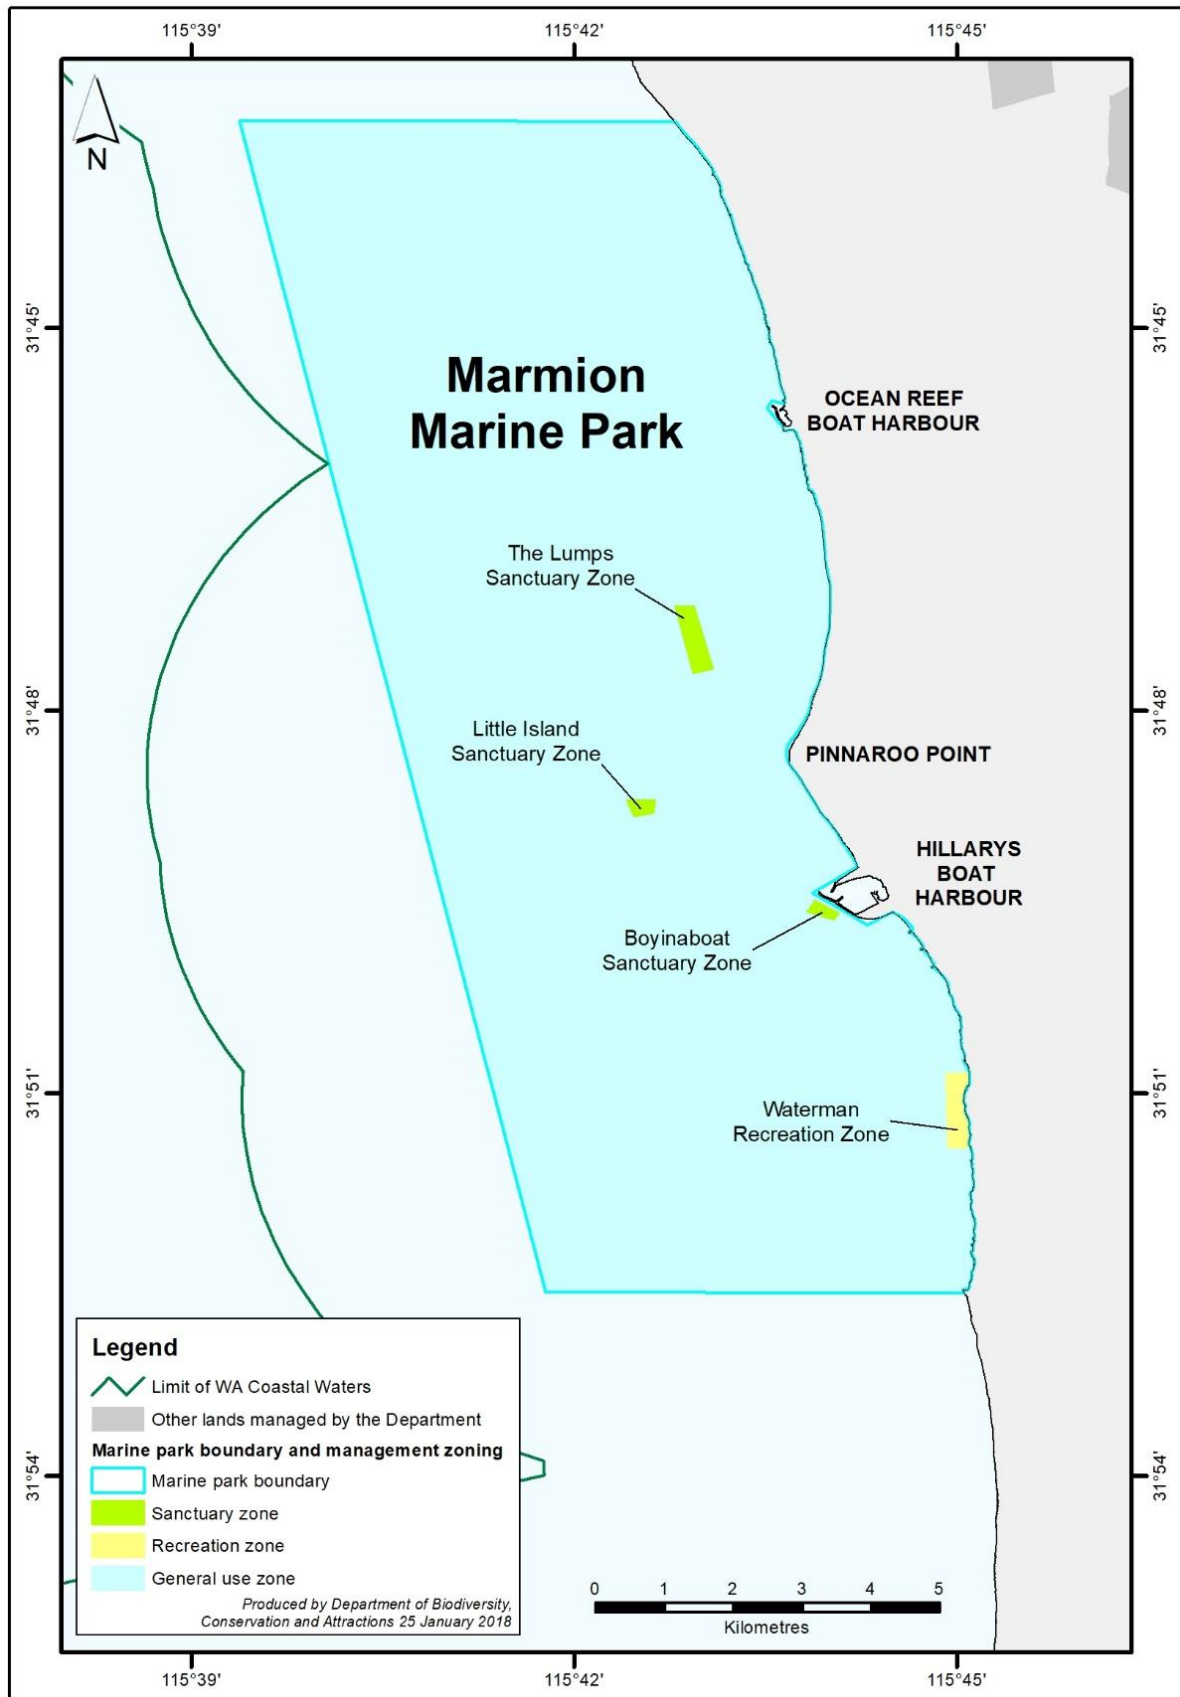 115°39'
115°42'
115°45'
N
31°45'
31°45'
Marmion
Marine Park
OCEAN REEF
BOAT HARBOUR
The Lumps
Sanctuary Zone
31°48'
31°48'
Little Island
Sanctuary Zone
PINNAROO POINT
HILLARYS
BOAT
HARBOUR
Boyinaboat
Sanctuary Zone
31°51'
31°51'
Waterman
Recreation Zone
Legend
Limit of WA Coastal Waters
Other lands managed by the Department
Marine park boundary and management zoning
Marine park boundary
Sanctuary zone
Recreation zone
General use zone
Produced by Department of Biodiversity,
Conservation and Attractions 25 January 2018
31°54'
31°54'
0 1 2 3 4 5
Kilometres
115°39'
115°42'
115°45'